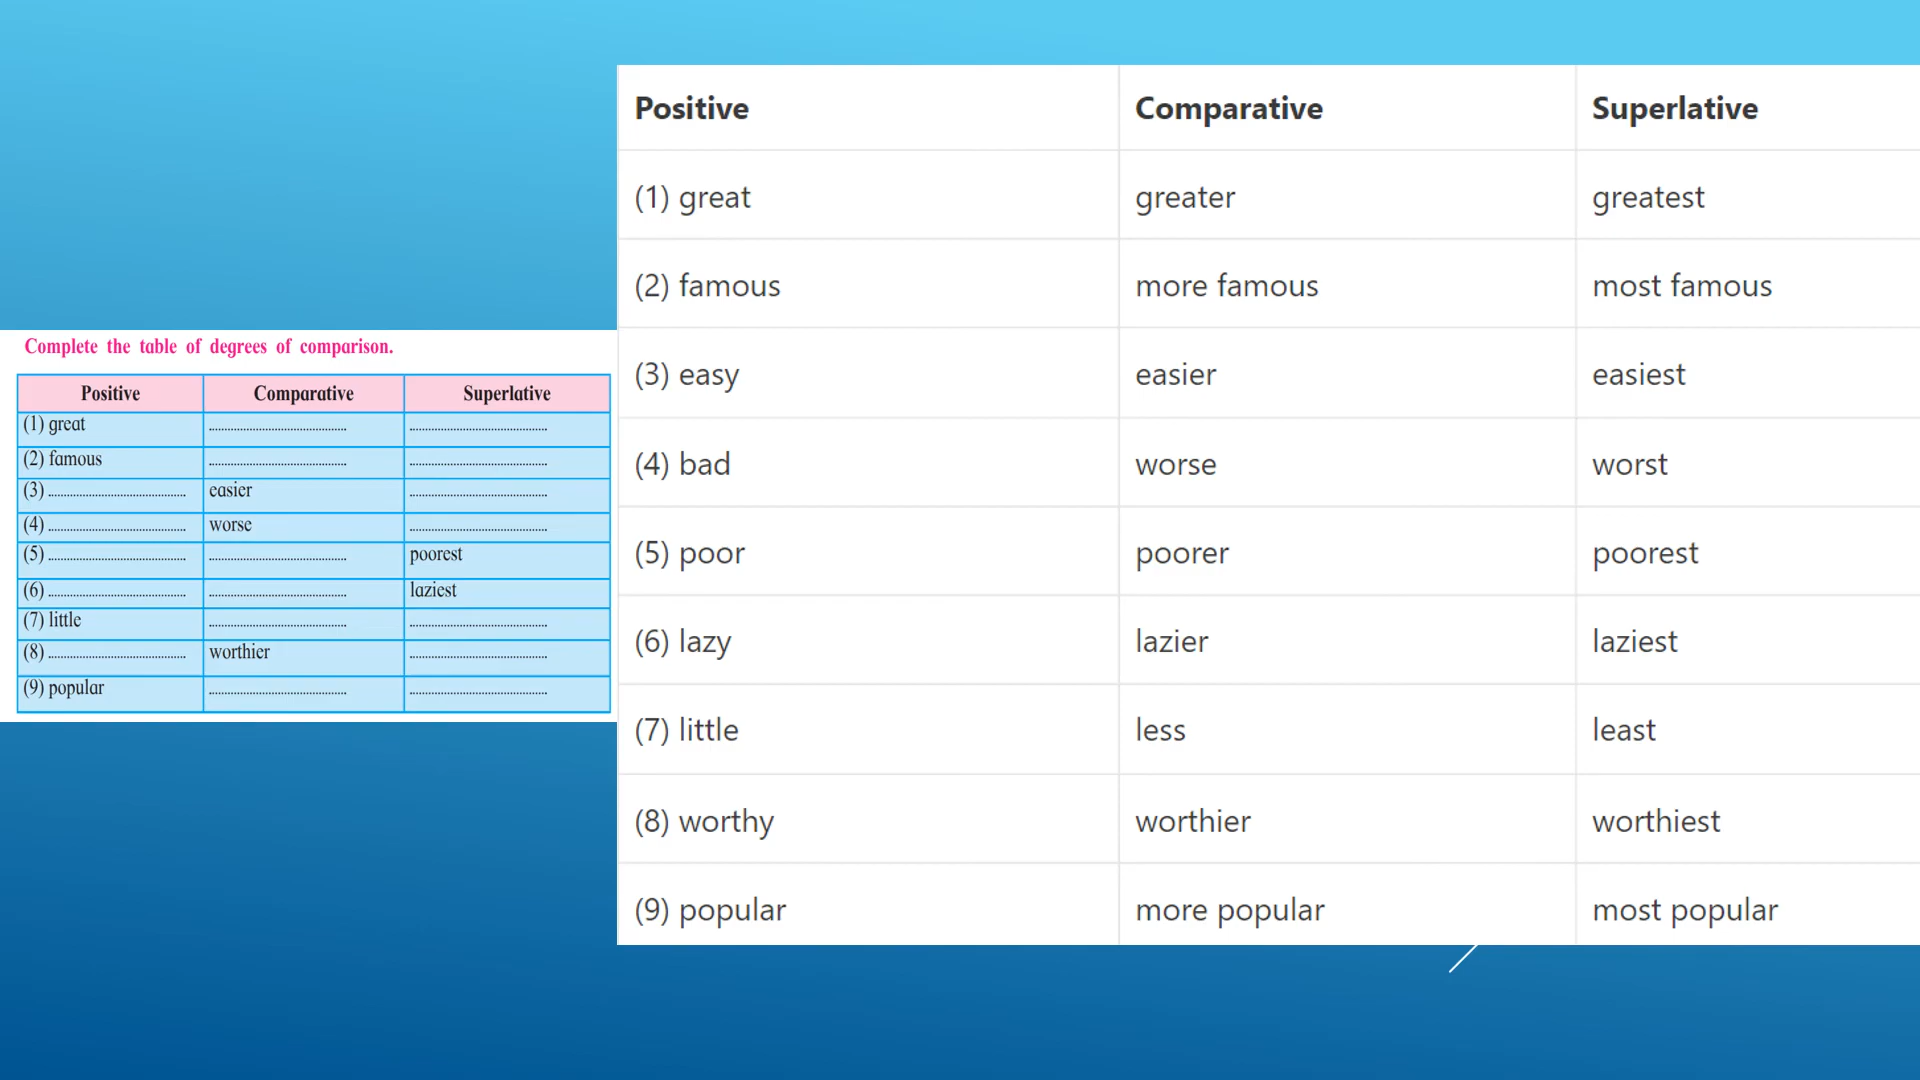 Complete the table of degrees of comparison.
Positive Comparative Superlative
(1) great ........................ ........................
(2) famous ........................ ........................
(3) ........................ easier ........................
(4) ........................ worse ........................
(5) ........................ ........................ poorest
(6) ........................ ........................ laziest
(7) little ........................ ........................
(8) ........................ worthier ........................
(9) popular ........................ ........................
Positive Comparative Superlative
(1) great greater greatest
(2) famous more famous most famous
(3) easy easier easiest
(4) bad worse worst
(5) poor poorer poorest
(6) lazy lazier laziest
(7) little less least
(8) worthy worthier worthiest
(9) popular more popular most popular